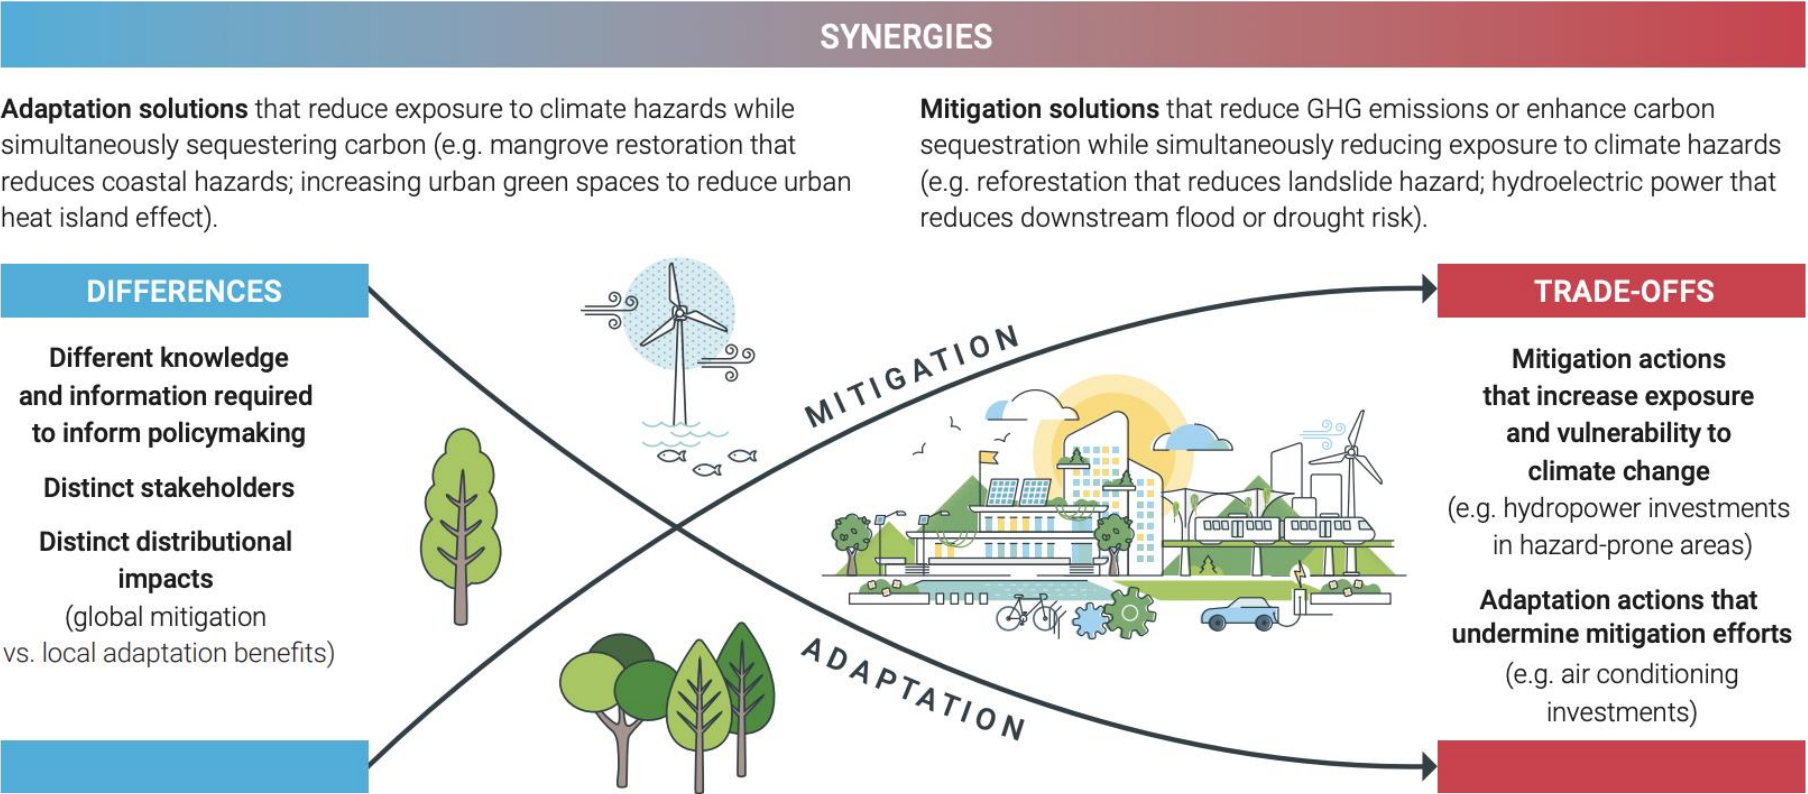 SYNERGIES
Adaptation solutions that reduce exposure to climate hazards while
simultaneously sequestering carbon (e.g. mangrove restoration that
reduces coastal hazards; increasing urban green spaces to reduce urban
heat island effect).
Mitigation solutions that reduce GHG emissions or enhance carbon
sequestration while simultaneously reducing exposure to climate hazards
(e.g. reforestation that reduces landslide hazard; hydroelectric power that
reduces downstream flood or drought risk).
DIFFERENCES
Different knowledge
and information required
to inform policymaking
Distinct stakeholders
Distinct distributional
impacts
(global mitigation
vs. local adaptation benefits)
MITIGATION
ADAPTATION
TRADE-OFFS
Mitigation actions
that increase exposure
and vulnerability to
climate change
(e.g. hydropower investments
in hazard-prone areas)
Adaptation actions that
undermine mitigation efforts
(e.g. air conditioning
investments)